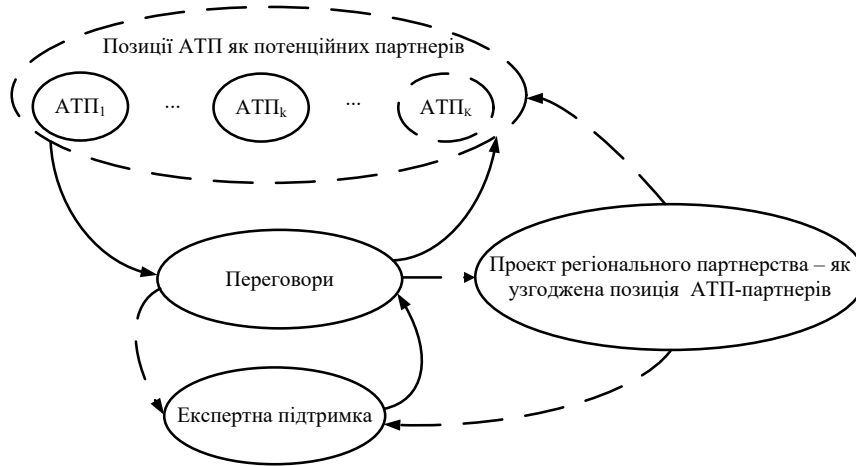 Позиції АТП як потенційних партнерів
АТП1 ... АТПk ... АТПK
Переговори
Проект регіонального партнерства – як
узгоджена позиція АТП-партнерів
Експертна підтримка